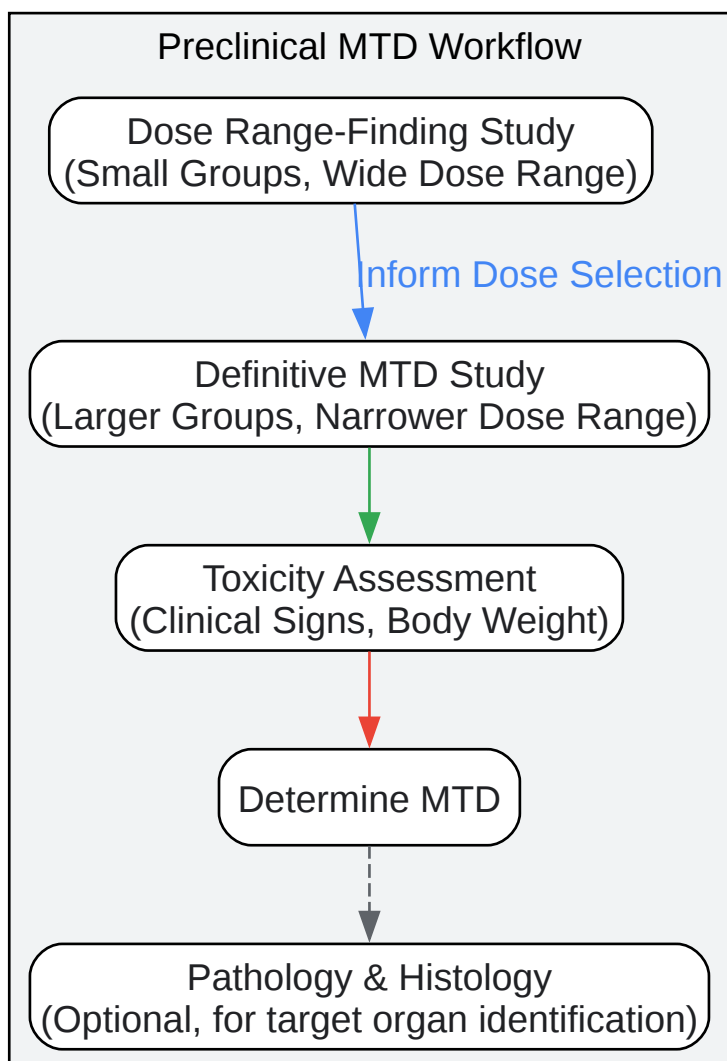 Preclinical MTD Workflow
Dose Range-Finding Study
(Small Groups, Wide Dose Range)
Inform Dose Selection
Definitive MTD Study
(Larger Groups, Narrower Dose Range)
Toxicity Assessment
(Clinical Signs, Body Weight)
Determine MTD
Pathology & Histology
(Optional, for target organ identification)